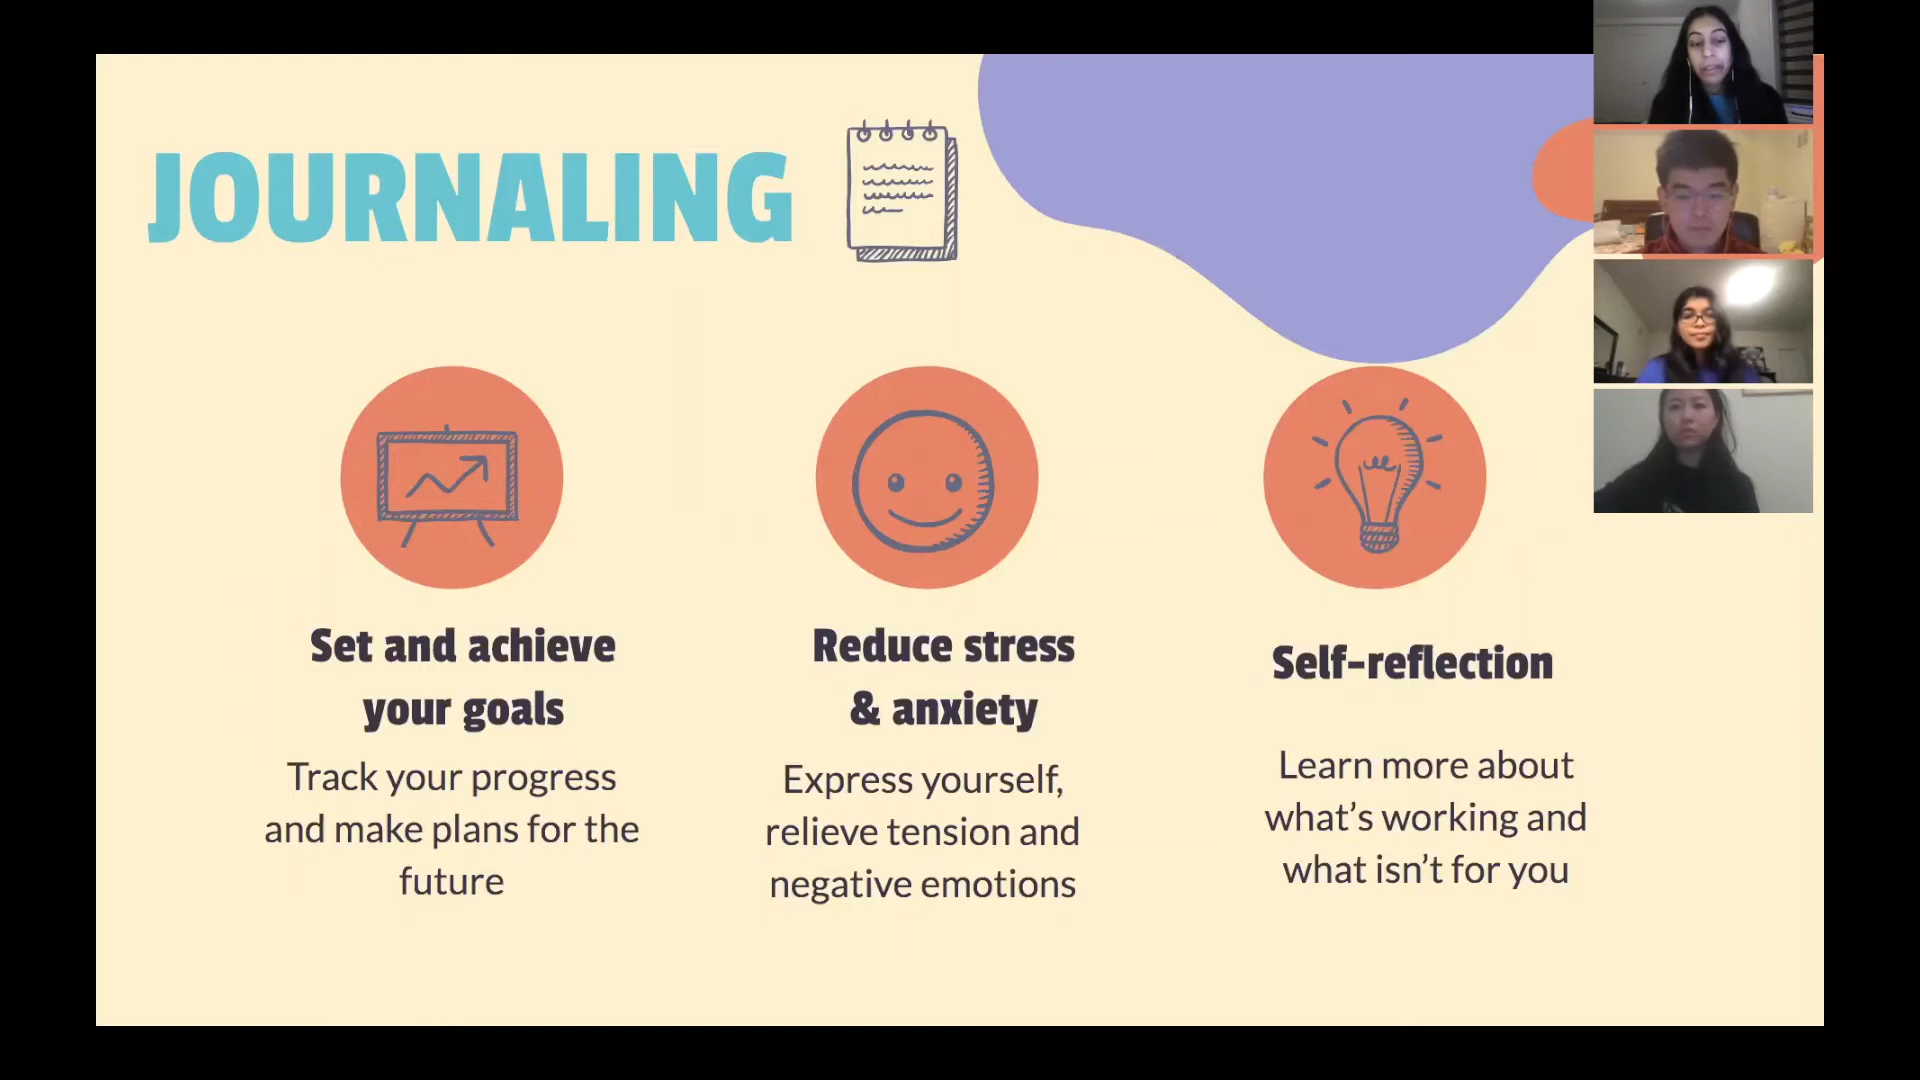 JOURNALING
Set and achieve
your goals
Track your progress
and make plans for the
future
Reduce stress
& anxiety
Express yourself,
relieve tension and
negative emotions
Self-reflection
Learn more about
what’s working and
what isn’t for you